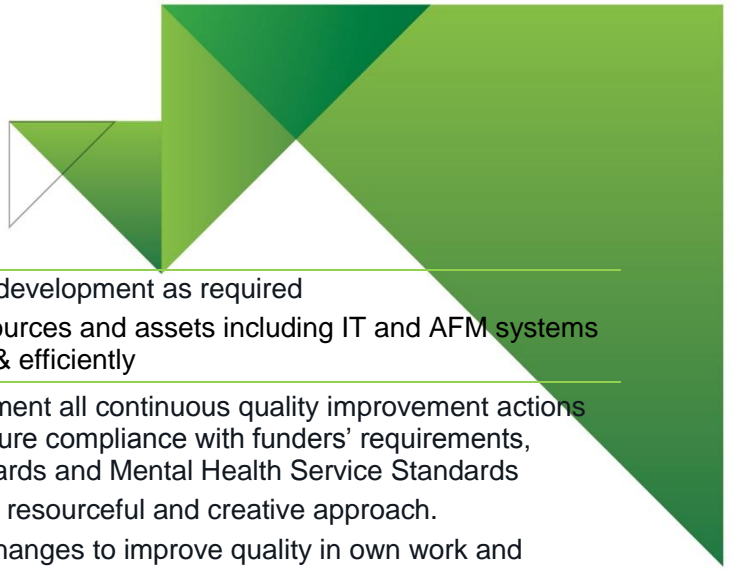 development as required
ources and assets including IT and AFM systems
& efficiently
ment all continuous quality improvement actions
ure compliance with funders’ requirements,
ards and Mental Health Service Standards
resourceful and creative approach.
hanges to improve quality in own work and